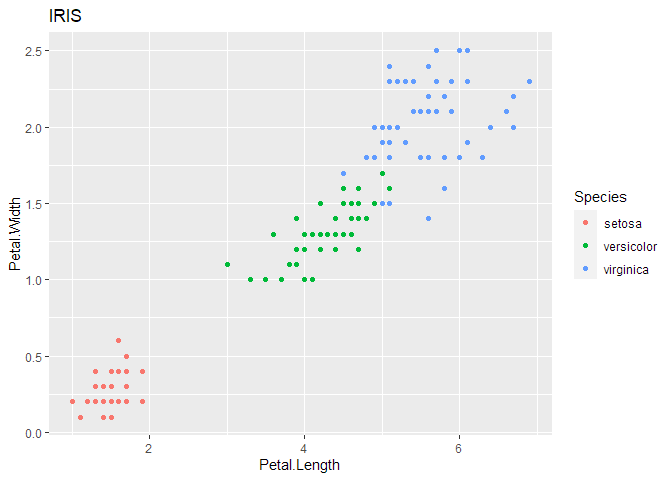 IRIS
2.5
2.0
1.5
1.0
0.5
0.0
Petal.Width
2
4
6
Petal.Length
Species
setosa
versicolor
virginica